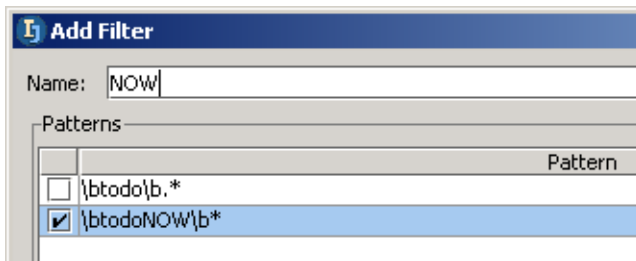 Add Filter
Name: NOW
Patterns
Pattern
\btodo\b.*
\btodoNOW\b*